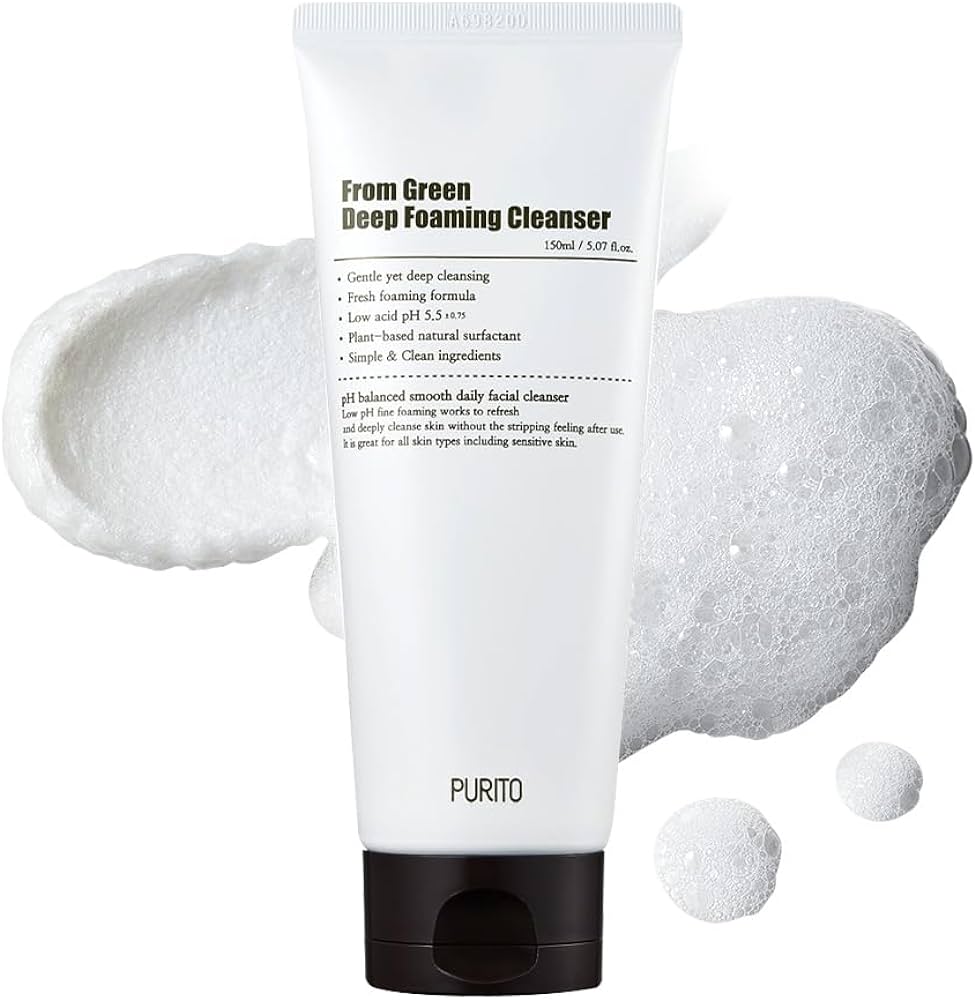 A698200
From Green
Deep Foaming Cleanser
150ml / 5.07 fl.oz.
• Gentle yet deep cleansing
• Fresh foaming formula
• Low acid pH 5.5 ±0.75
• Plant-based natural surfactant
• Simple & Clean ingredients
pH balanced smooth daily facial cleanser
Low pH fine foaming works to refresh
and deeply cleanse skin without the stripping feeling after use.
It is great for all skin types including sensitive skin.
PURITO